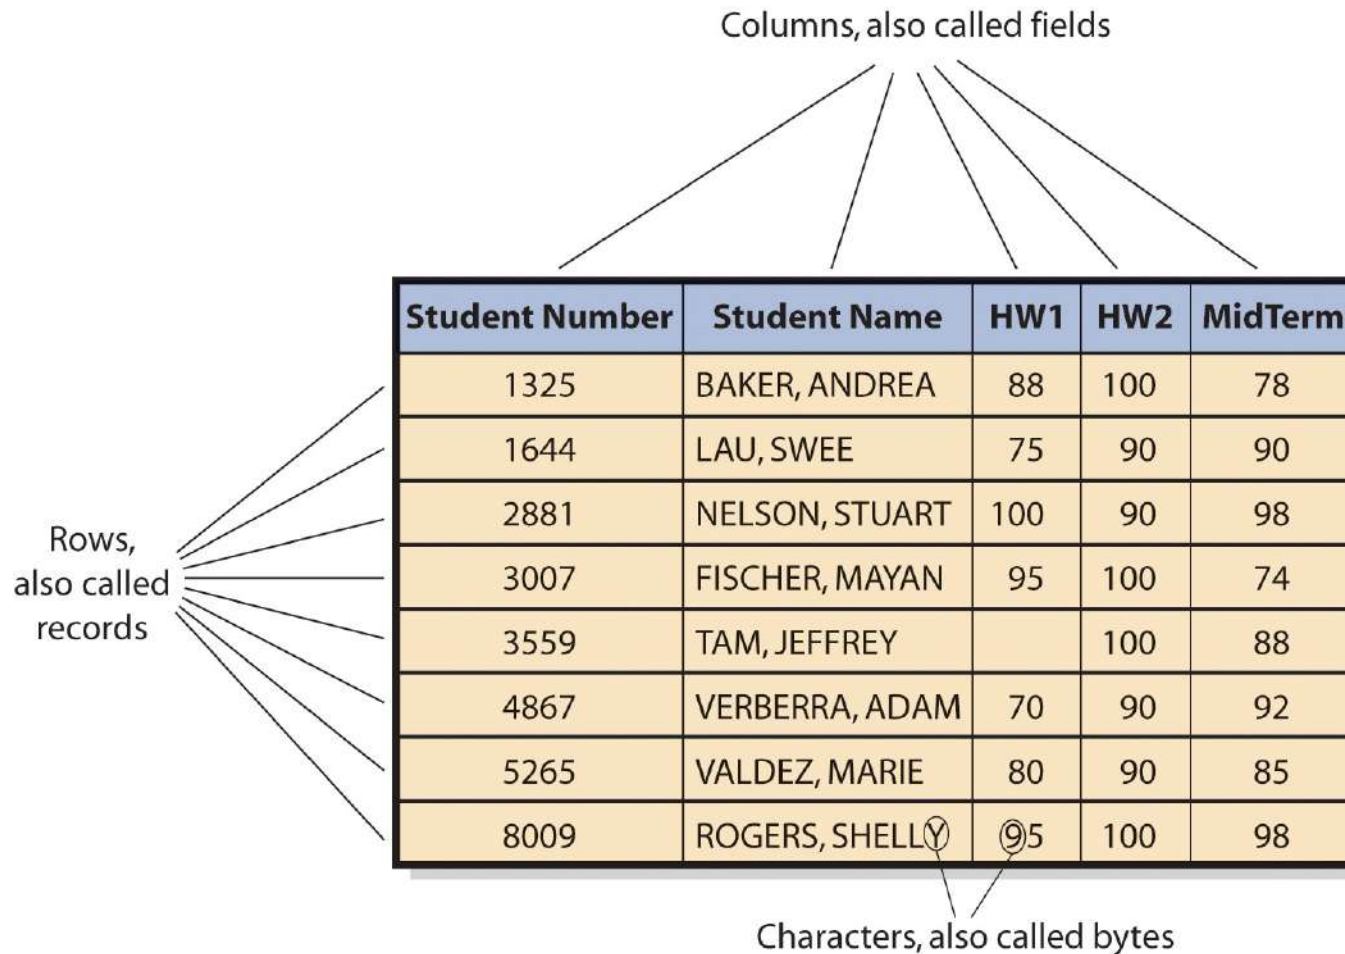 Columns, also called fields
Student Number Student Name HW1 HW2 MidTerm
1325 BAKER, ANDREA 88 100 78
1644 LAU, SWEE 75 90 90
2881 NELSON, STUART 100 90 98
3007 FISCHER, MAYAN 95 100 74
3559 TAM, JEFFREY 100 88
4867 VERBERRA, ADAM 70 90 92
5265 VALDEZ, MARIE 80 90 85
8009 ROGERS, SHELLY 95 100 98
Rows,
also called
records
Characters, also called bytes